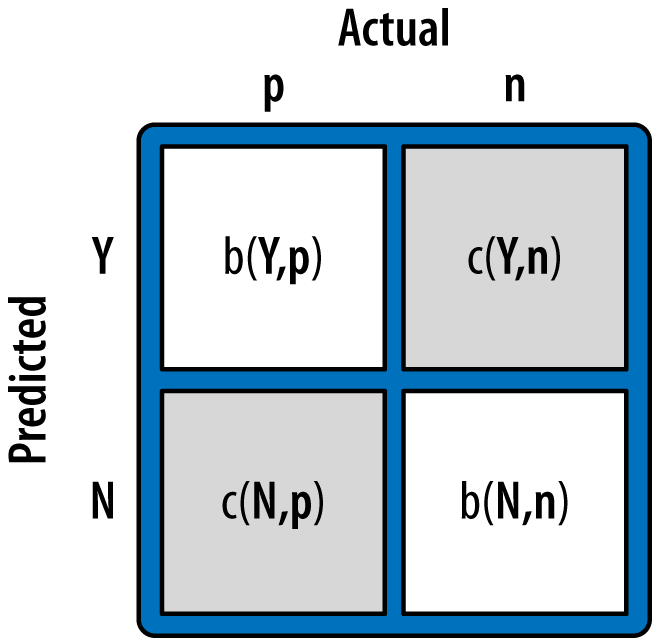 Actual
p n
Predicted
Y b(Y,p) c(Y,n)
N c(N,p) b(N,n)